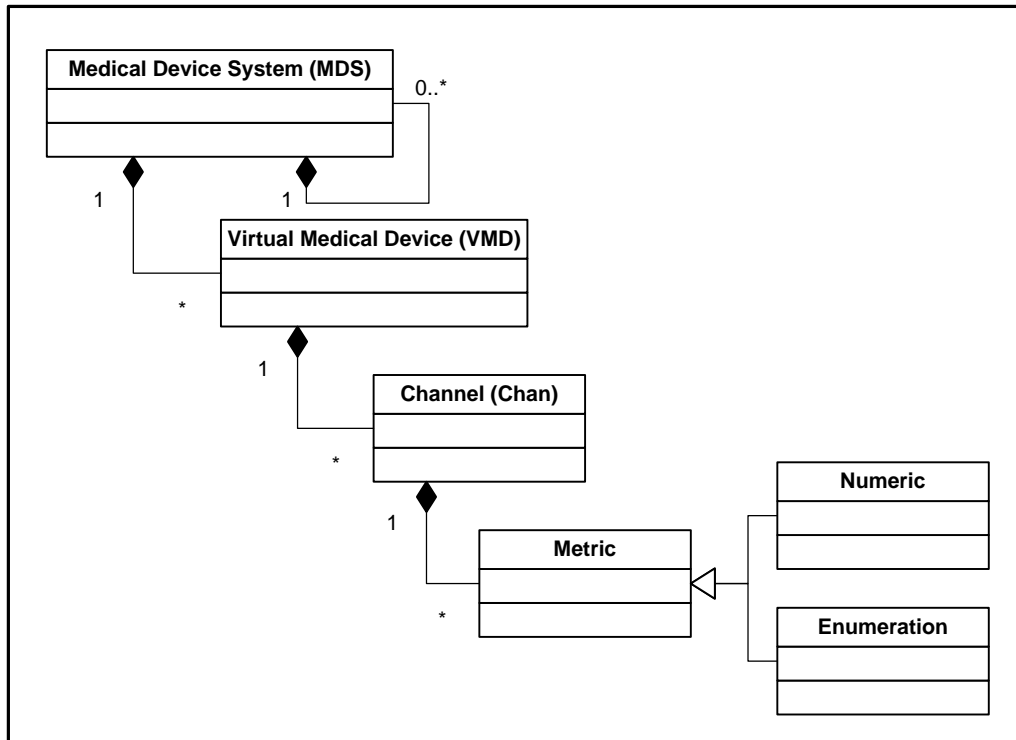 Medical Device System (MDS)
0..*
1
1
Virtual Medical Device (VMD)
*
1
Channel (Chan)
*
1
Numeric
Metric
*
Enumeration